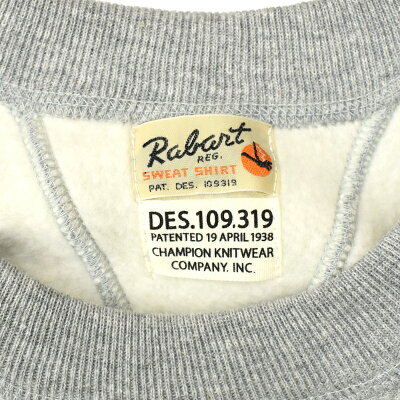 Rabart
REG.
SWEAT SHIRT
PAT. DES. 109319
DES.109.319
PATENTED 19 APRIL 1938
CHAMPION KNITWEAR
COMPANY. INC.